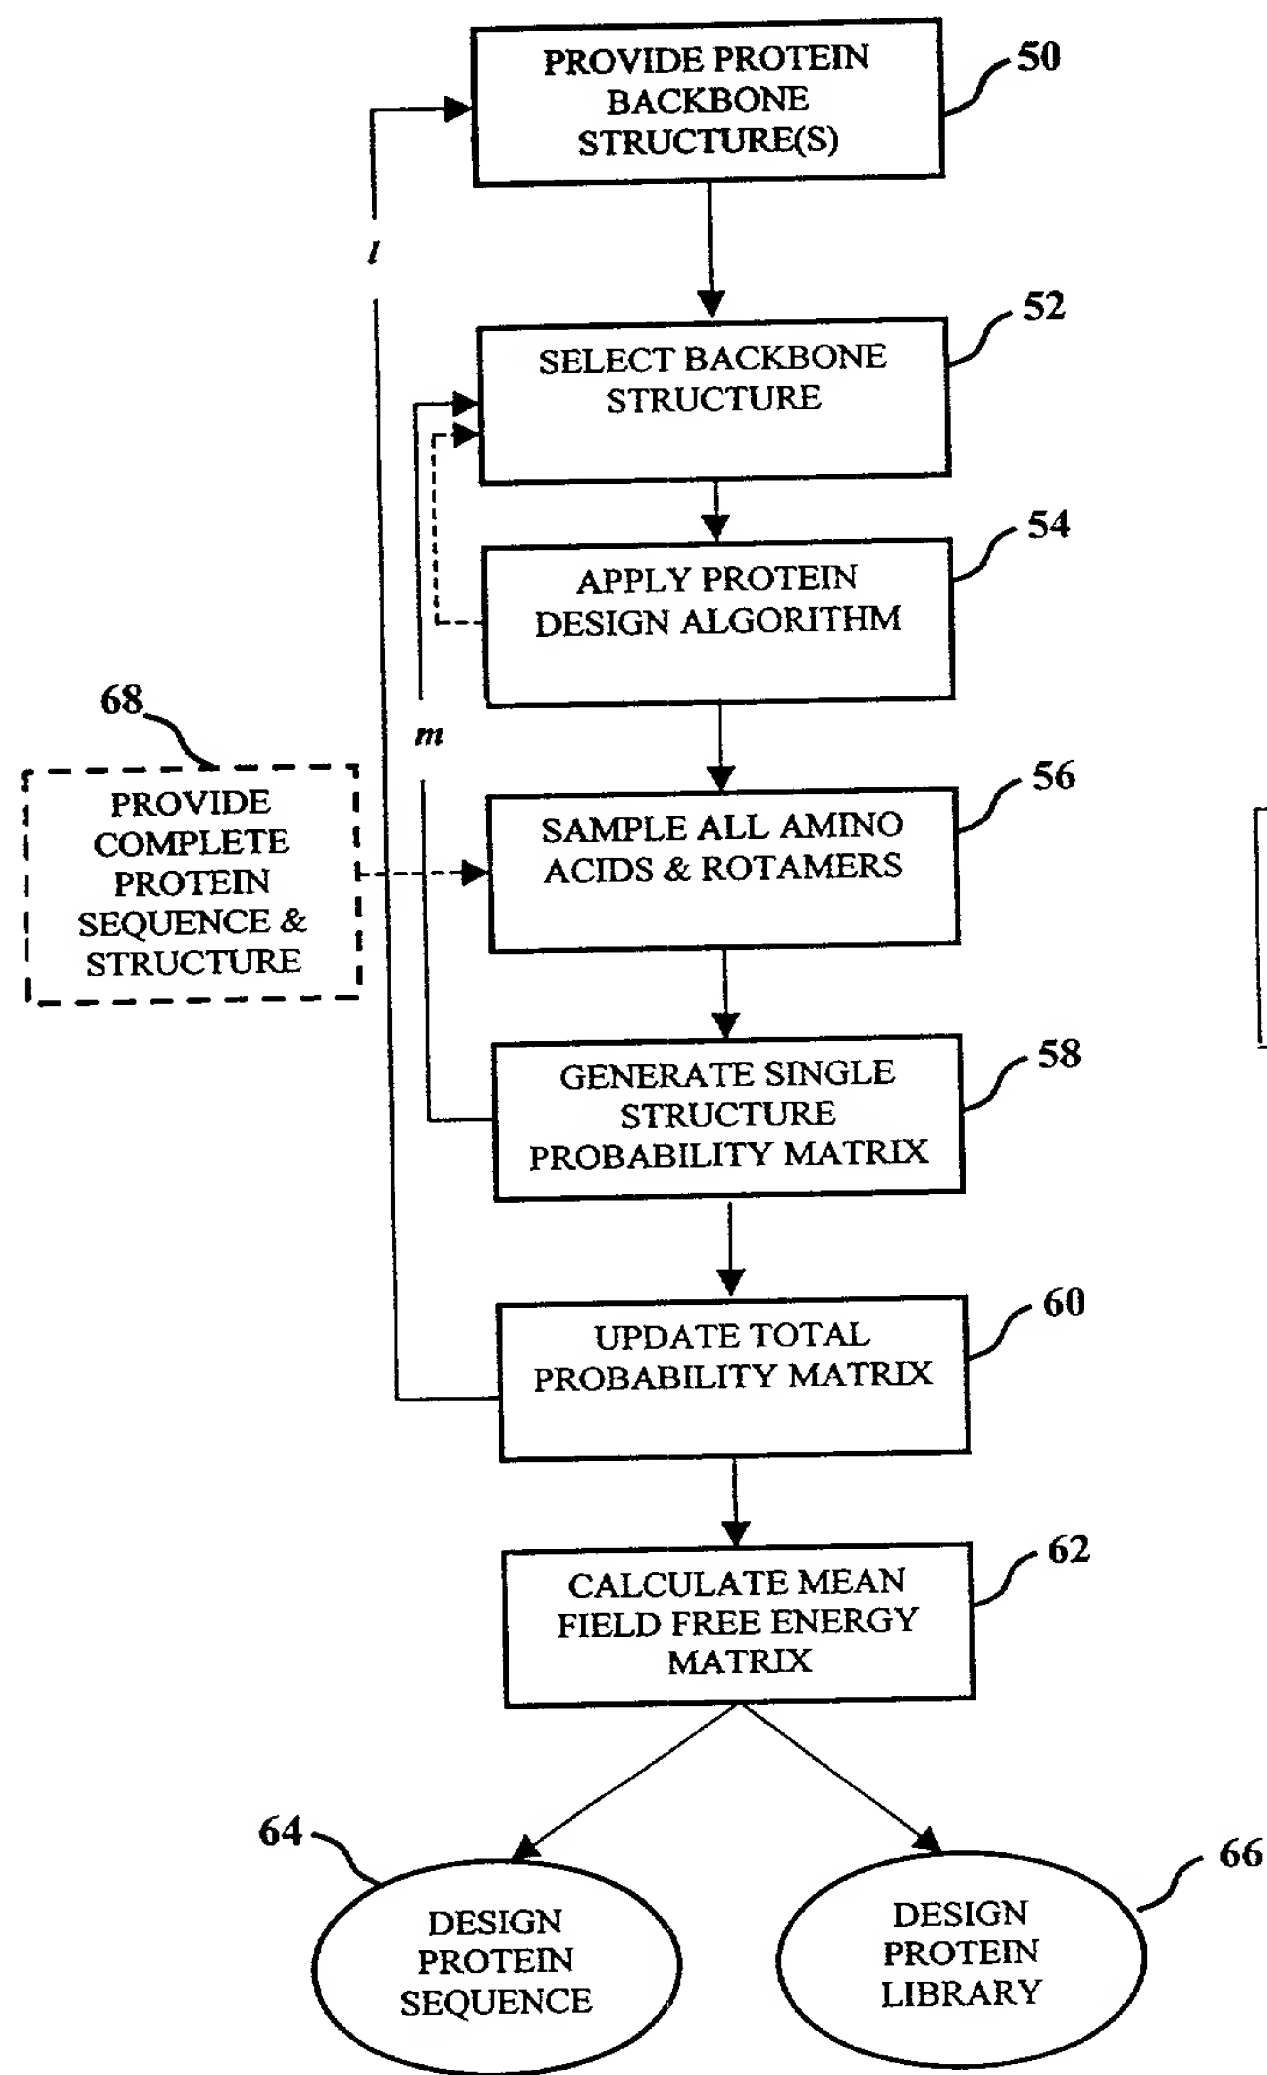 PROVIDE PROTEIN
BACKBONE
STRUCTURE(S)
50
l
SELECT BACKBONE
STRUCTURE
52
APPLY PROTEIN
DESIGN ALGORITHM
54
68
m
PROVIDE
COMPLETE
PROTEIN
SEQUENCE &
STRUCTURE
SAMPLE ALL AMINO
ACIDS & ROTAMERS
56
GENERATE SINGLE
STRUCTURE
PROBABILITY MATRIX
58
UPDATE TOTAL
PROBABILITY MATRIX
60
CALCULATE MEAN
FIELD FREE ENERGY
MATRIX
62
64
DESIGN
PROTEIN
SEQUENCE
66
DESIGN
PROTEIN
LIBRARY